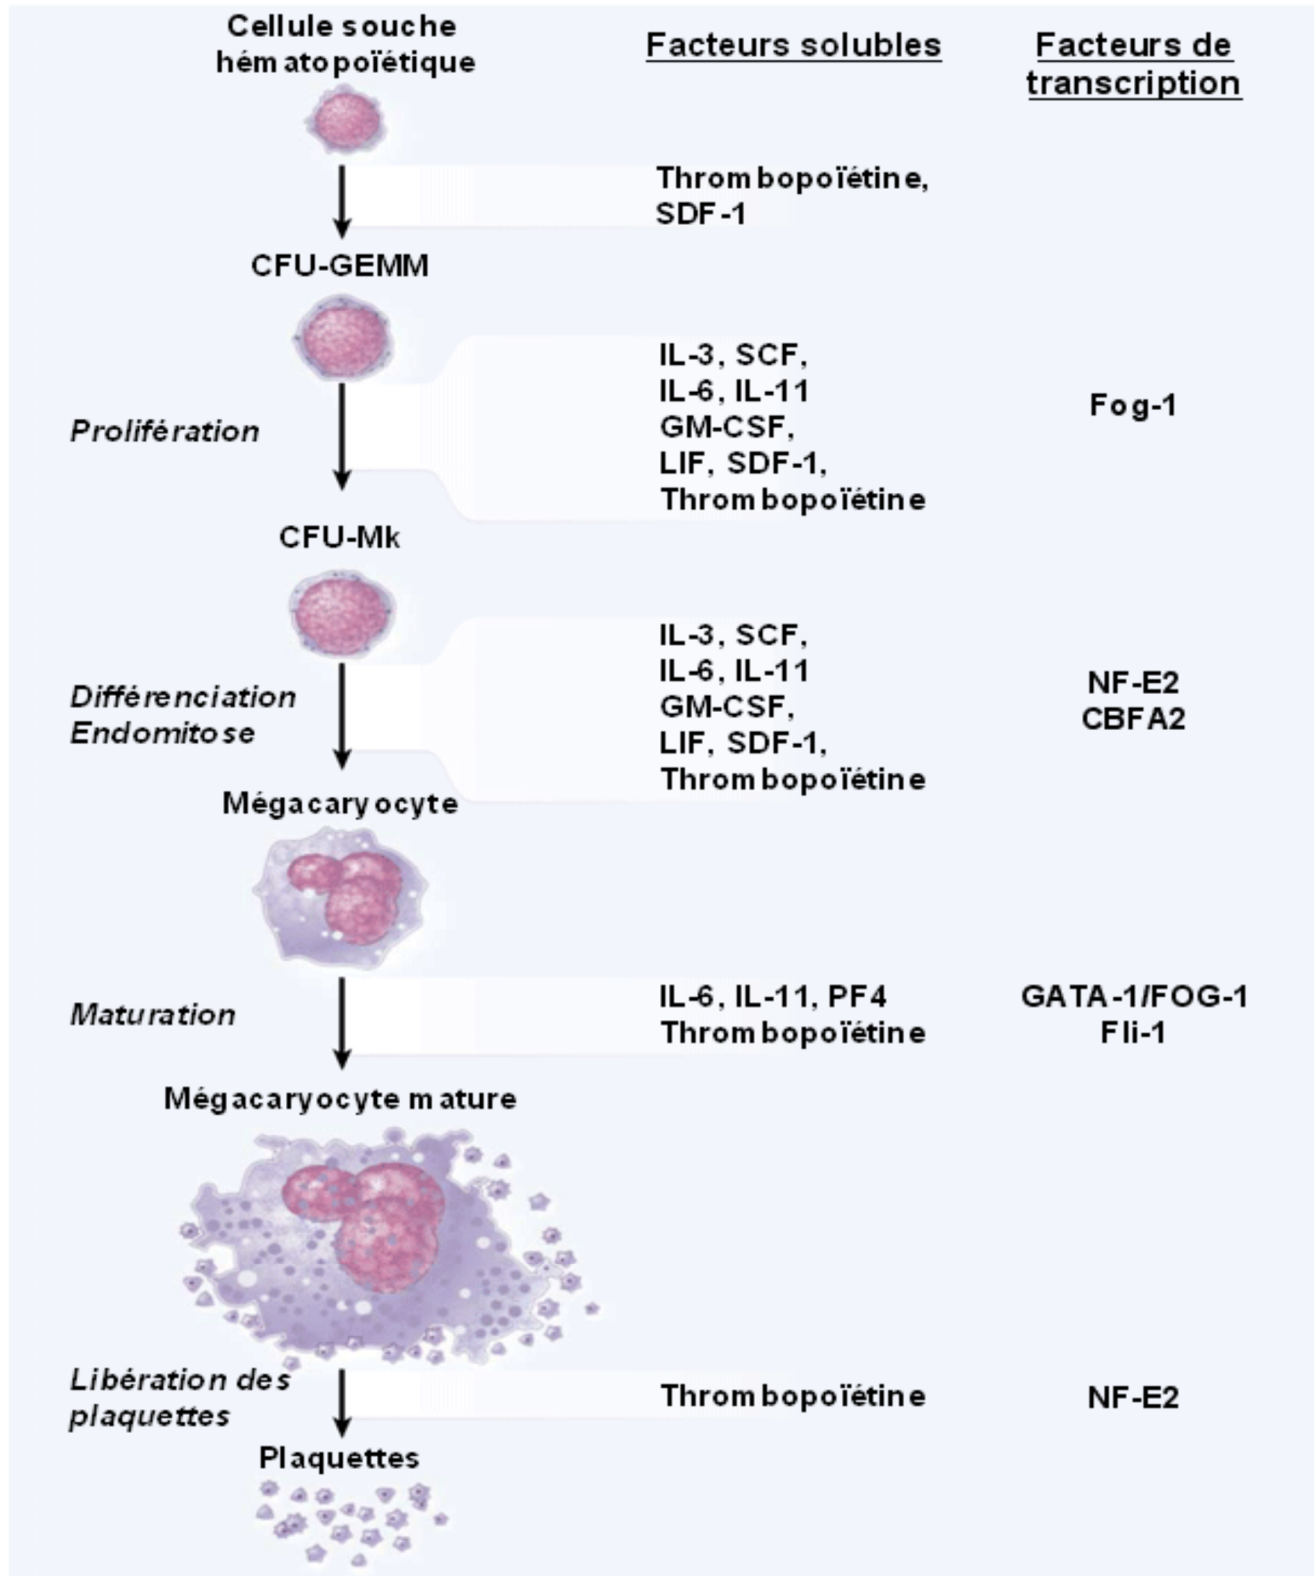 Cellule souche
hématopoïétique
Facteurs solubles
Facteurs de
transcription
Thrombopoïétine,
SDF-1
CFU-GEMM
Prolifération
IL-3, SCF,
IL-6, IL-11
GM-CSF,
LIF, SDF-1,
Thrombopoïétine
Fog-1
CFU-Mk
Différenciation
Endomitose
IL-3, SCF,
IL-6, IL-11
GM-CSF,
LIF, SDF-1,
Thrombopoïétine
NF-E2
CBFA2
Mégacaryocyte
Maturation
IL-6, IL-11, PF4
Thrombopoïétine
GATA-1/FOG-1
Fli-1
Mégacaryocyte mature
Libération des
plaquettes
Thrombopoïétine
NF-E2
Plaquettes